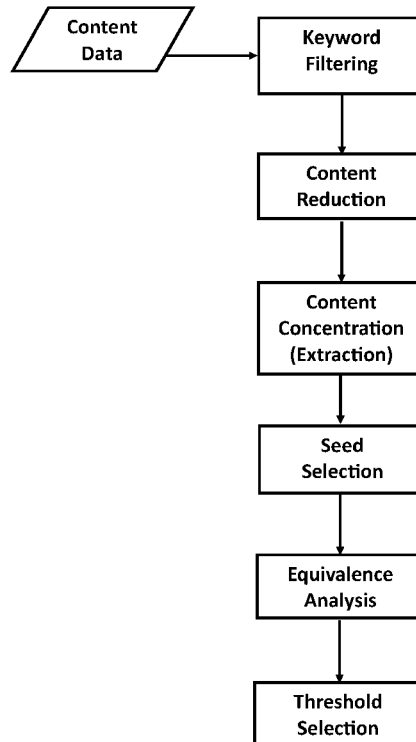 Content
Data
Keyword
Filtering
Content
Reduction
Content
Concentration
(Extraction)
Seed
Selection
Equivalence
Analysis
Threshold
Selection